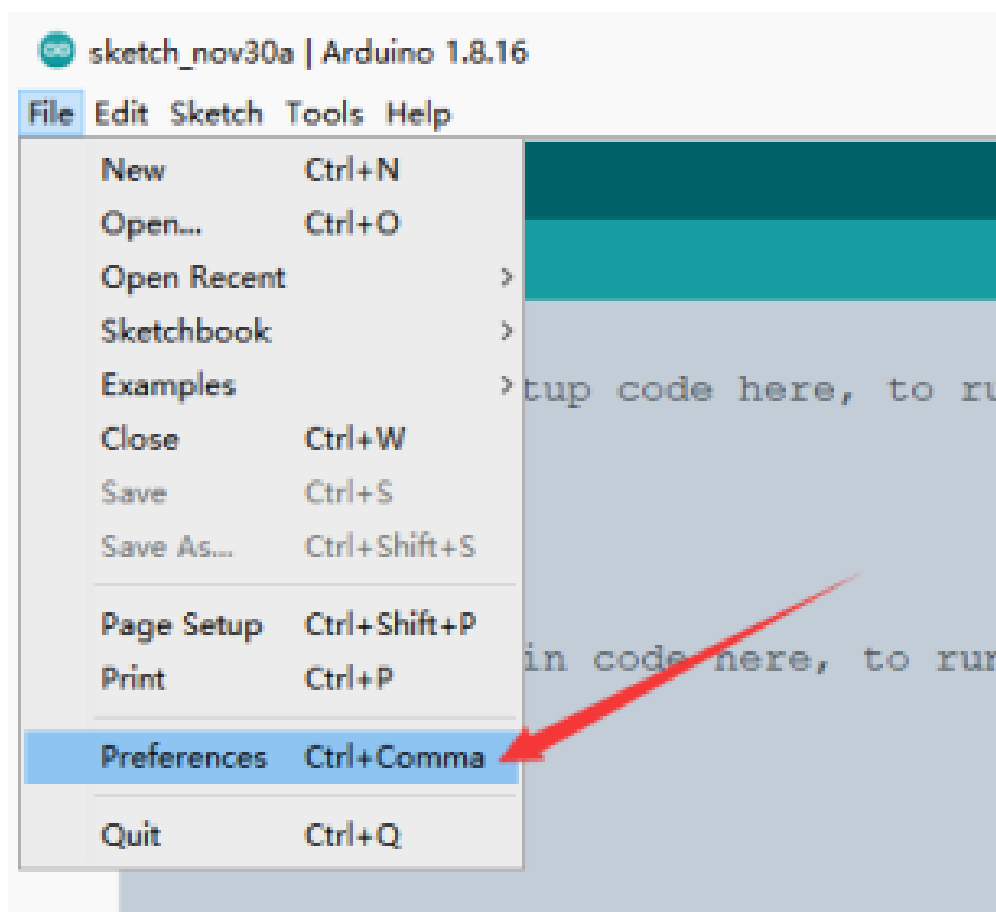 sketch_nov30a | Arduino 1.8.16
File Edit Sketch Tools Help
New Ctrl+N
Open... Ctrl+O
Open Recent >
Sketchbook >
Examples >
tup code here, to ru
Close Ctrl+W
Save Ctrl+S
Save As... Ctrl+Shift+S
Page Setup Ctrl+Shift+P
in code here, to run
Print Ctrl+P
Preferences Ctrl+Comma
Quit Ctrl+Q